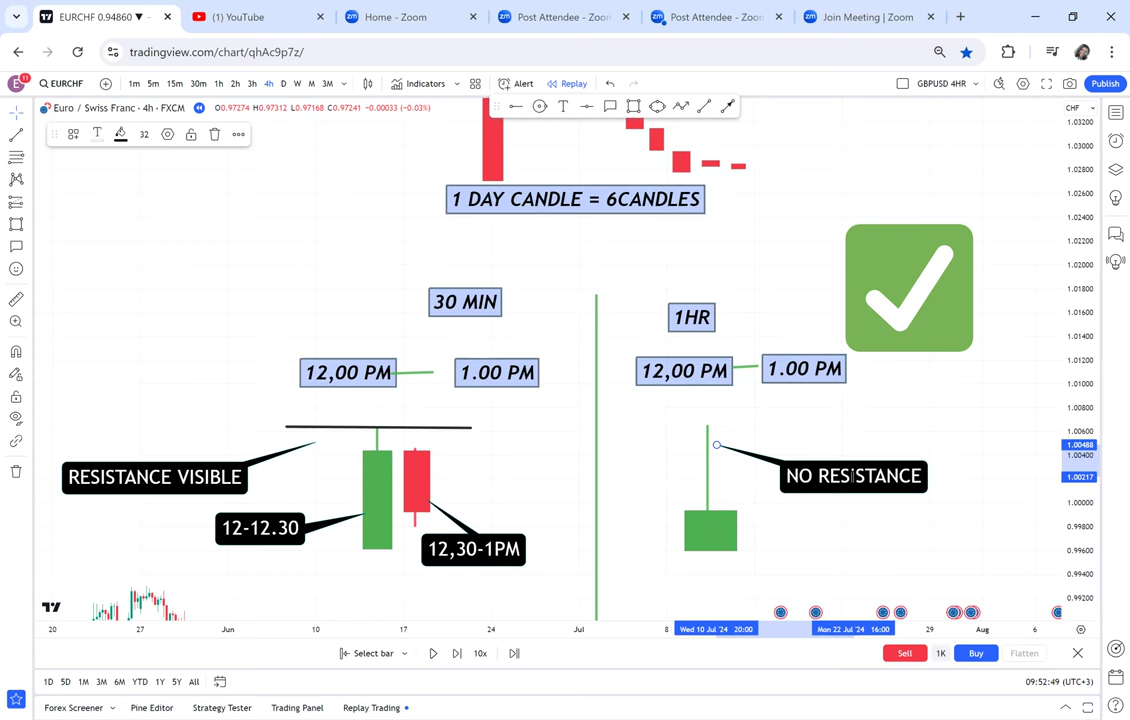 EURCHF 0.94860 ▼ –
(1) YouTube
Home - Zoom
Post Attendee - Zoom
Post Attendee - Zoom
Join Meeting | Zoom
tradingview.com/chart/qhAc9p7z/
E 11
EURCHF
1m 5m 15m 30m 1h 2h 3h 4h D W M 3M
Indicators
Alert
Replay
GBPUSD 4HR
Publish
Euro / Swiss Franc · 4h · FXCM
O0.97274 H0.97312 L0.97168 C0.97241 −0.00033 (−0.03%)
CHF
32
1.03200
1.03000
1.02800
1.02600
1.02400
1.02200
1.02000
1.01800
1.01600
1.01400
1.01200
1.01000
1.00800
1.00600
1.00488
1.00400
1.00217
1.00000
0.99800
0.99600
0.99400
0.99200
1 DAY CANDLE = 6CANDLES
30 MIN
1HR
12,00 PM
1.00 PM
12,00 PM
1.00 PM
RESISTANCE VISIBLE
NO RESISTANCE
12-12.30
12,30-1PM
20 27 Jun 10 17 24 Jul 8 Wed 10 Jul '24 20:00 Mon 22 Jul '24 16:00 29 Aug 6
Select bar
10x
Sell
1K
Buy
Flatten
1D 5D 1M 3M 6M YTD 1Y 5Y All
09:52:49 (UTC+3)
Forex Screener
Pine Editor
Strategy Tester
Trading Panel
Replay Trading